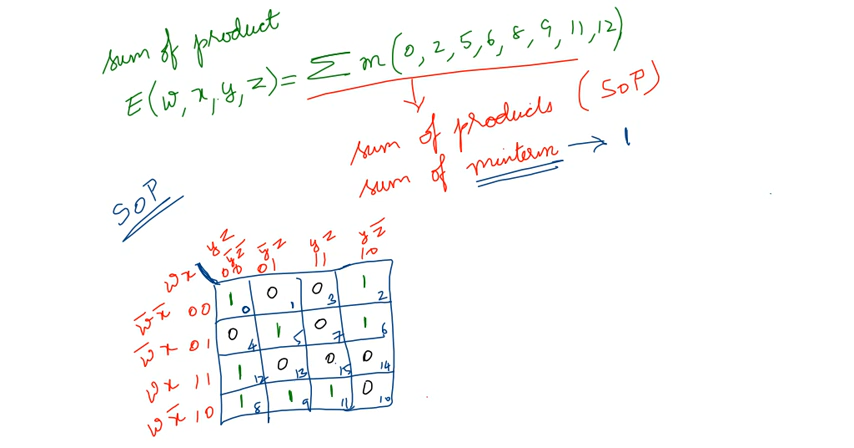 sum of product
E(w, x, y, z) = Σ m(0, 2, 5, 6, 8, 9, 11, 12)
sum of products (SOP)
sum of minterm → 1
SOP
yz
wx y̅z̅ y̅z yz yz̅
00 01 11 10
w̅x̅ 00 1 0 0 1 0 3 1 2
w̅x 01 0 4 1 5 0 7 1 6
wx 11 1 12 0 13 0 15 0 14
wx̅ 10 1 8 1 9 1 11 0 10